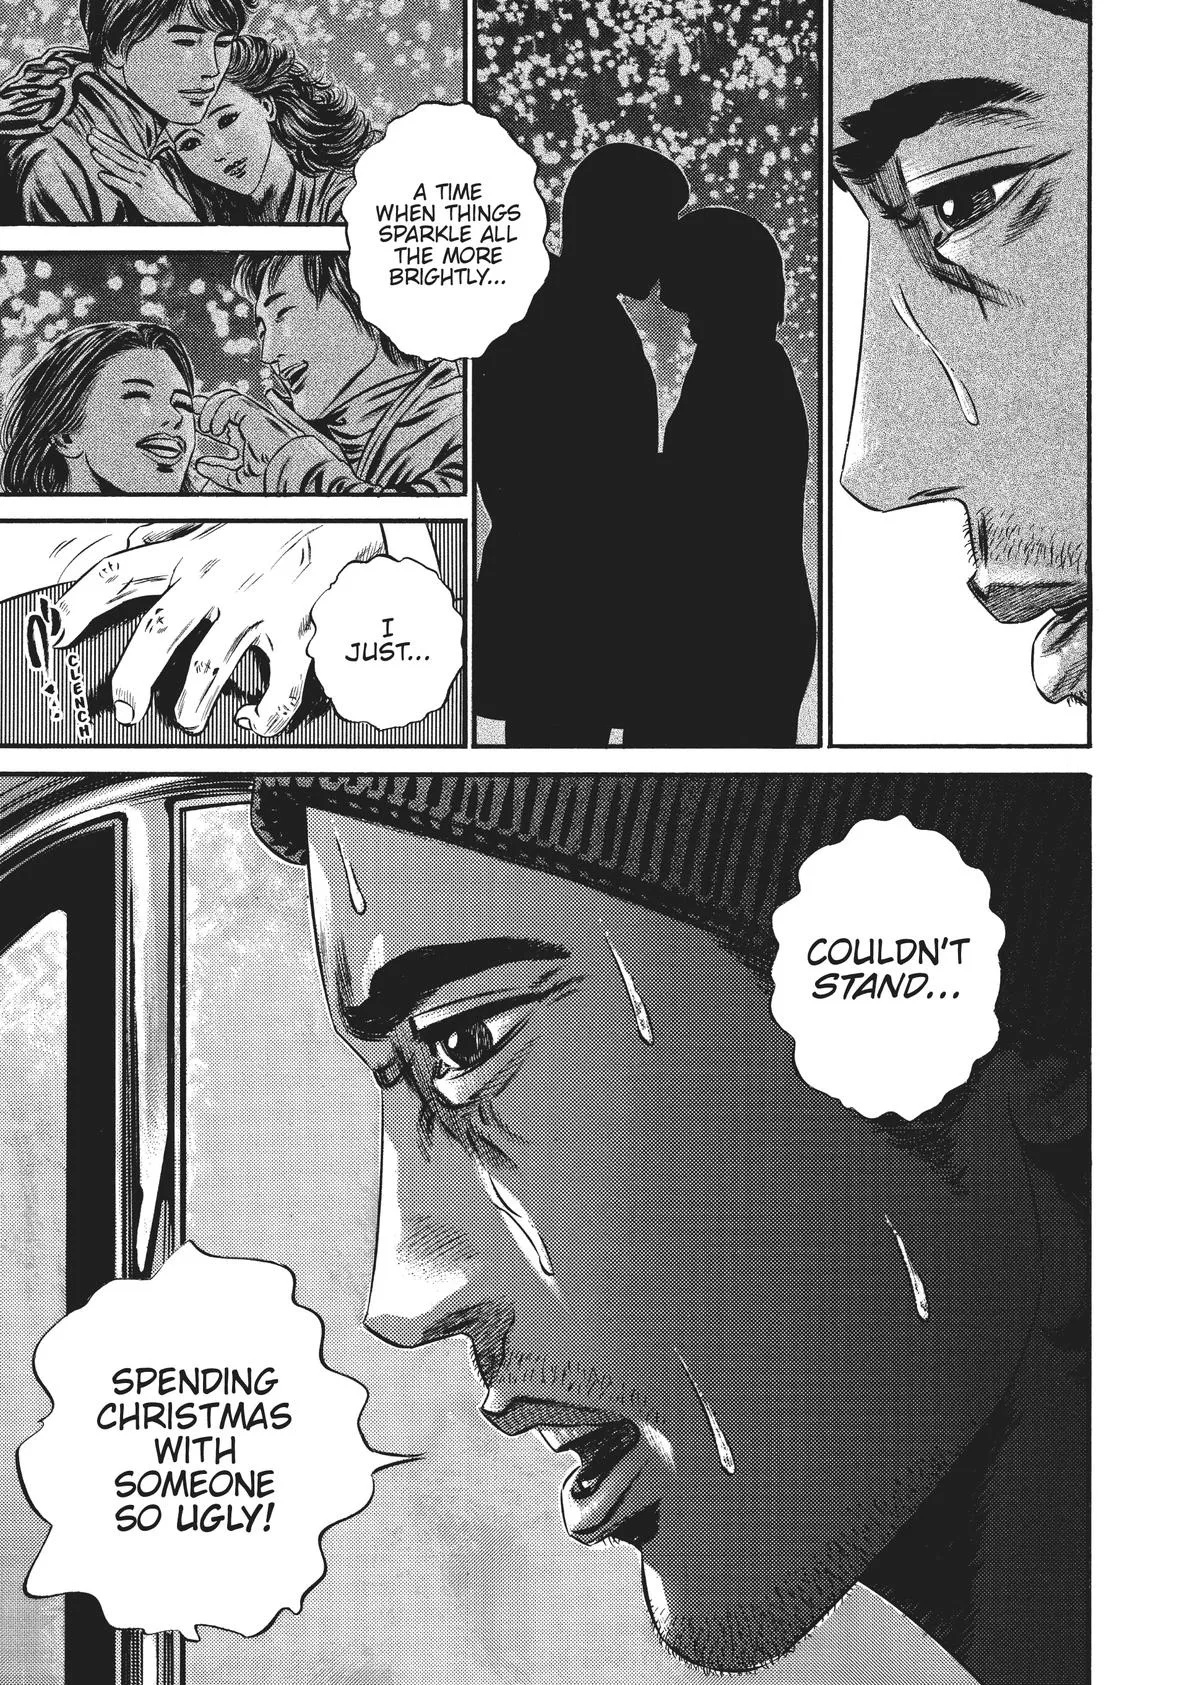 A TIME
WHEN THINGS
SPARKLE ALL
THE MORE
BRIGHTLY...
I
JUST...
CLENCH
COULDN'T
STAND...
SPENDING
CHRISTMAS
WITH
SOMEONE
SO UGLY!